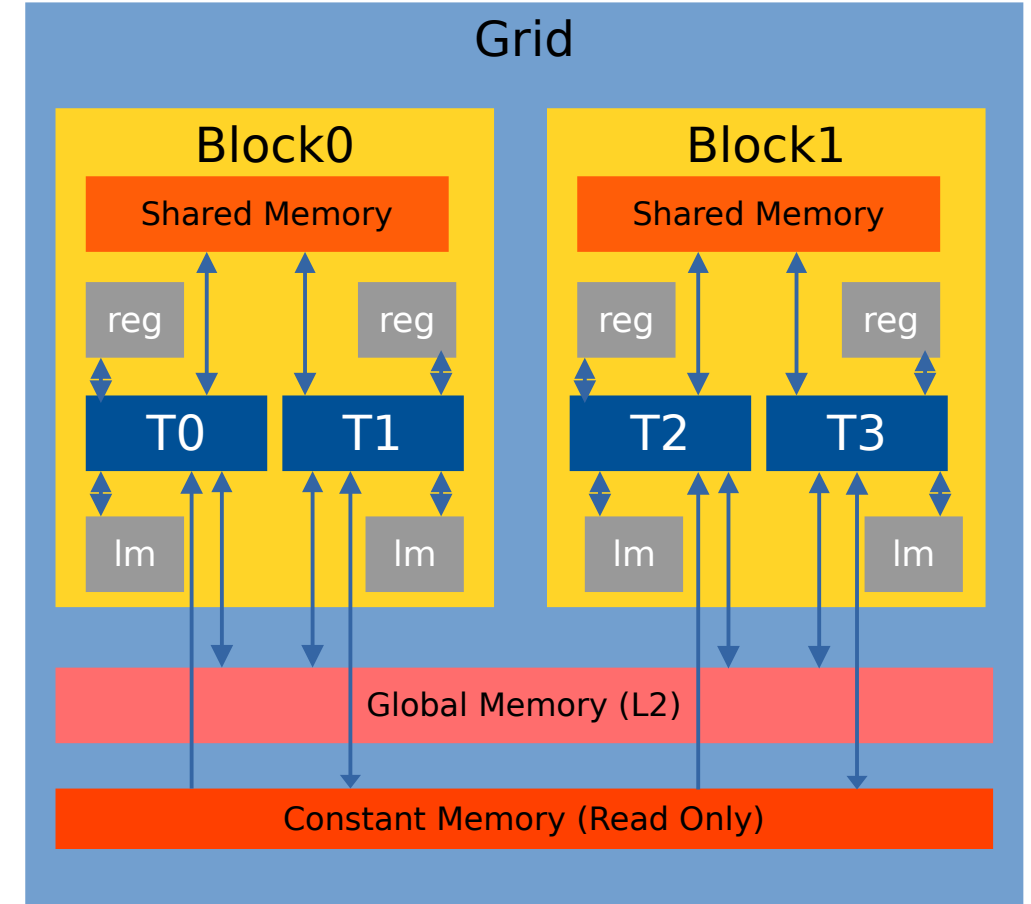 Grid
Block0
Shared Memory
reg
reg
T0
T1
lm
lm
Block1
Shared Memory
reg
reg
T2
T3
lm
lm
Global Memory (L2)
Constant Memory (Read Only)